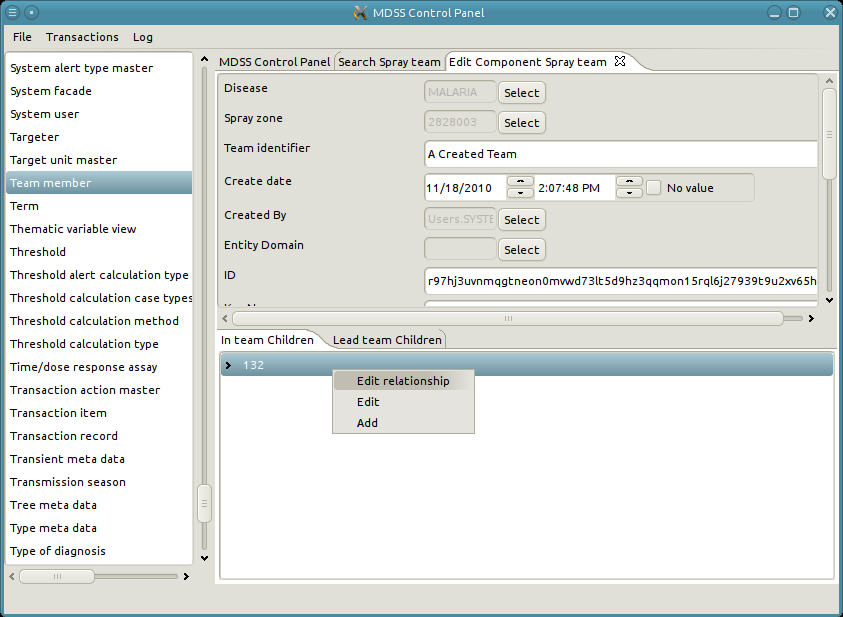 MDSS Control Panel
File Transactions Log
System alert type master
System facade
System user
Targeter
Target unit master
Team member
Term
Thematic variable view
Threshold
Threshold alert calculation type
Threshold calculation case types
Threshold calculation method
Threshold calculation type
Time/dose response assay
Transaction action master
Transaction item
Transaction record
Transient meta data
Transmission season
Tree meta data
Type meta data
Type of diagnosis
MDSS Control Panel Search Spray team Edit Component Spray team
Disease MALARIA Select
Spray zone 2828003 Select
Team identifier A Created Team
Create date 11/18/2010 2:07:48 PM No value
Created By Users.SYSTE Select
Entity Domain Select
ID r97hj3uvnmqgtneon0mvwd73lt5d9hz3qqmon15rql6j27939t9u2xv65h
In team Children Lead team Children
132
Edit relationship
Edit
Add